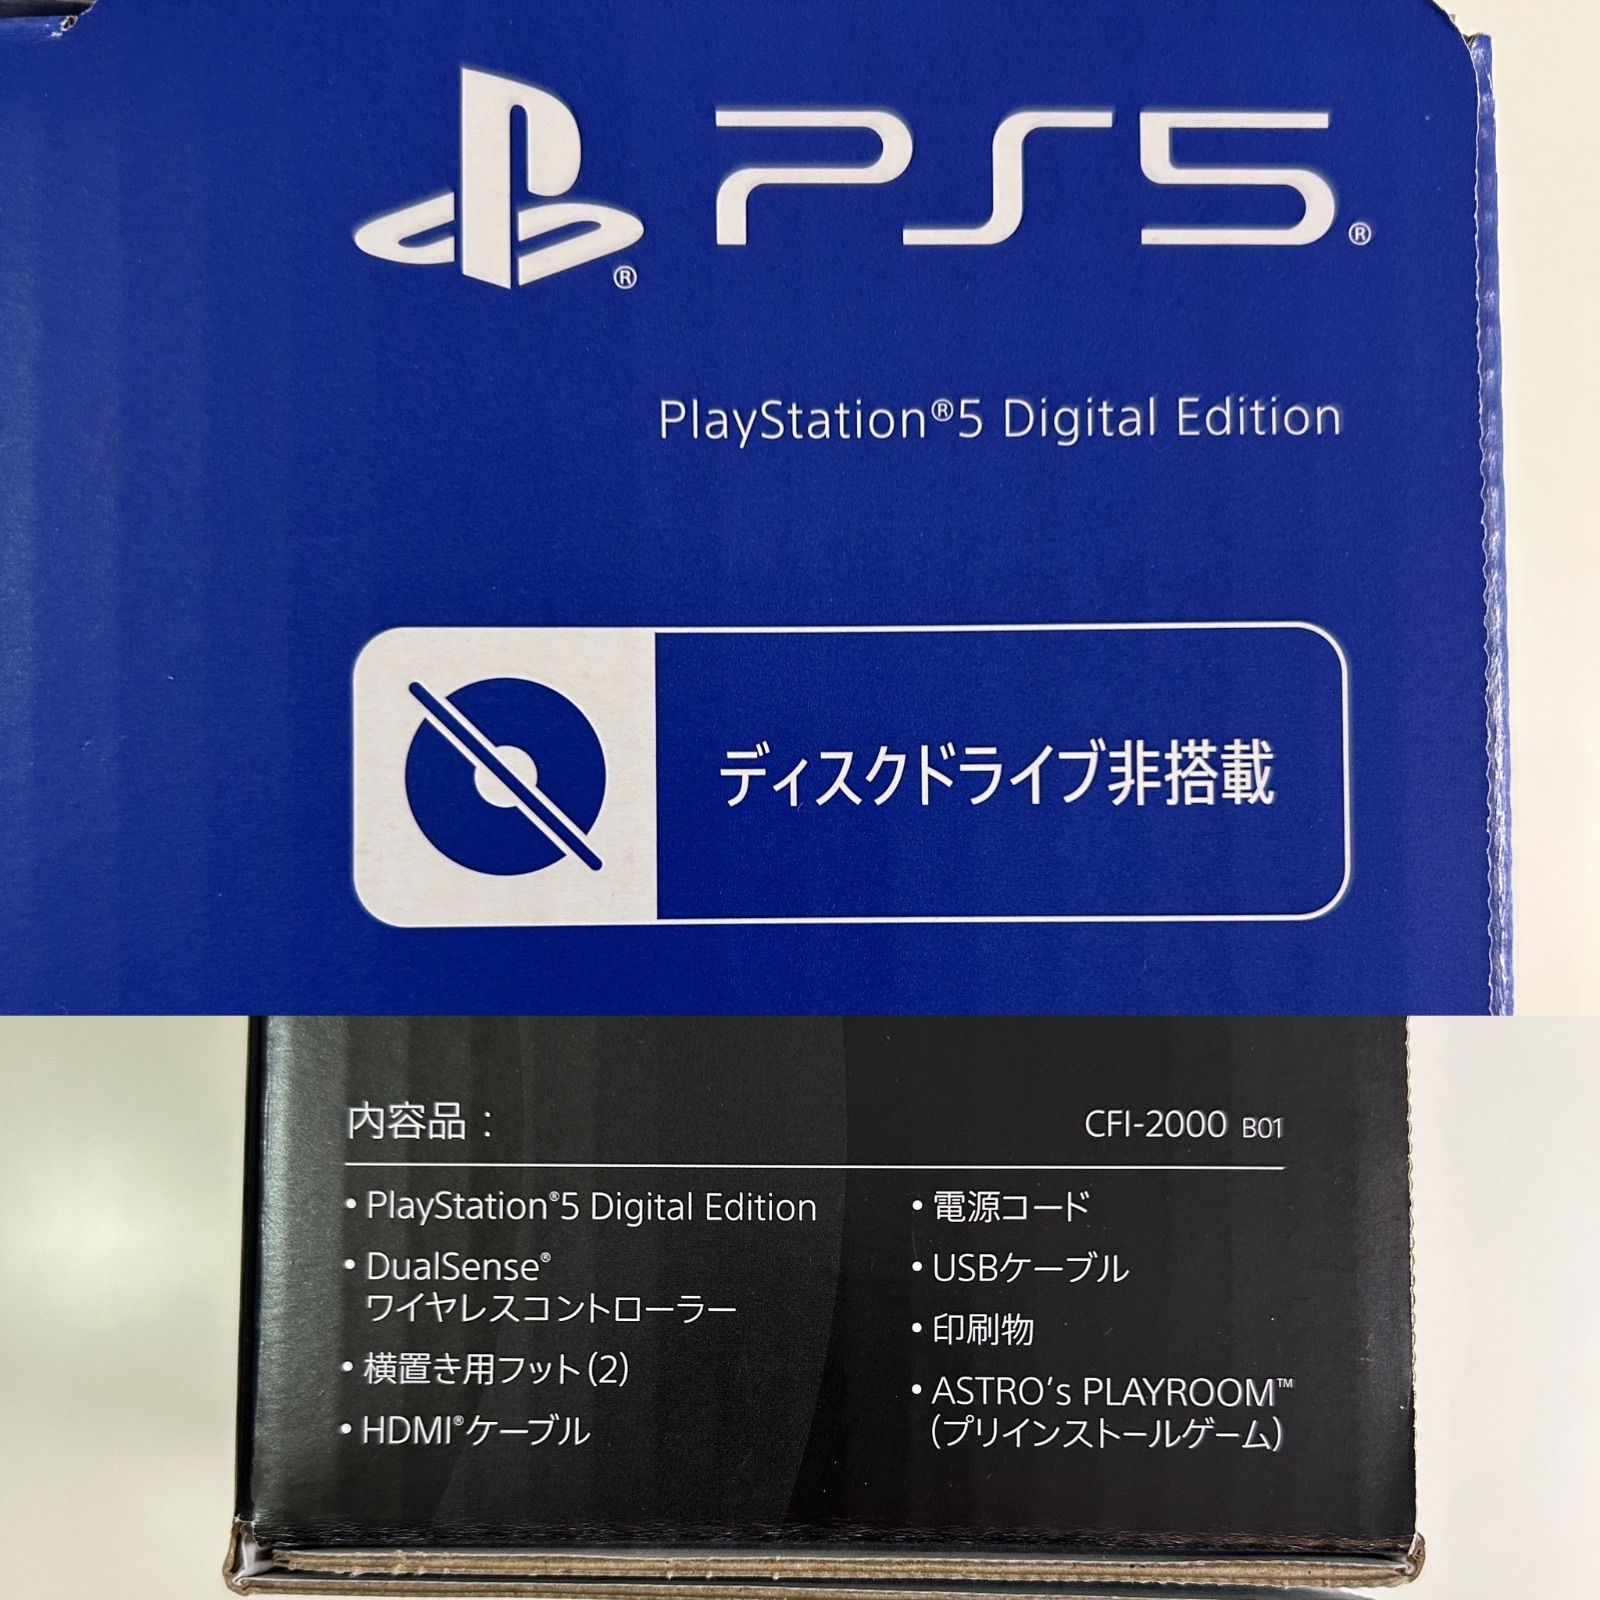 PS5®
PlayStation®5 Digital Edition
ディスクドライブ非搭載
内容品：
CFI-2000 B01
• PlayStation®5 Digital Edition
• DualSense®
ワイヤレスコントローラー
• 横置き用フット(2)
• HDMI®ケーブル
• 電源コード
• USBケーブル
• 印刷物
• ASTRO's PLAYROOM™
(プリインストールゲーム)